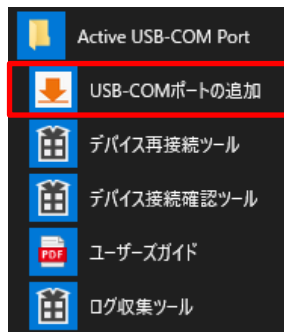 Active USB-COM Port
USB-COMポートの追加
デバイス再接続ツール
デバイス接続確認ツール
PDF
ユーザーズガイド
ログ収集ツール